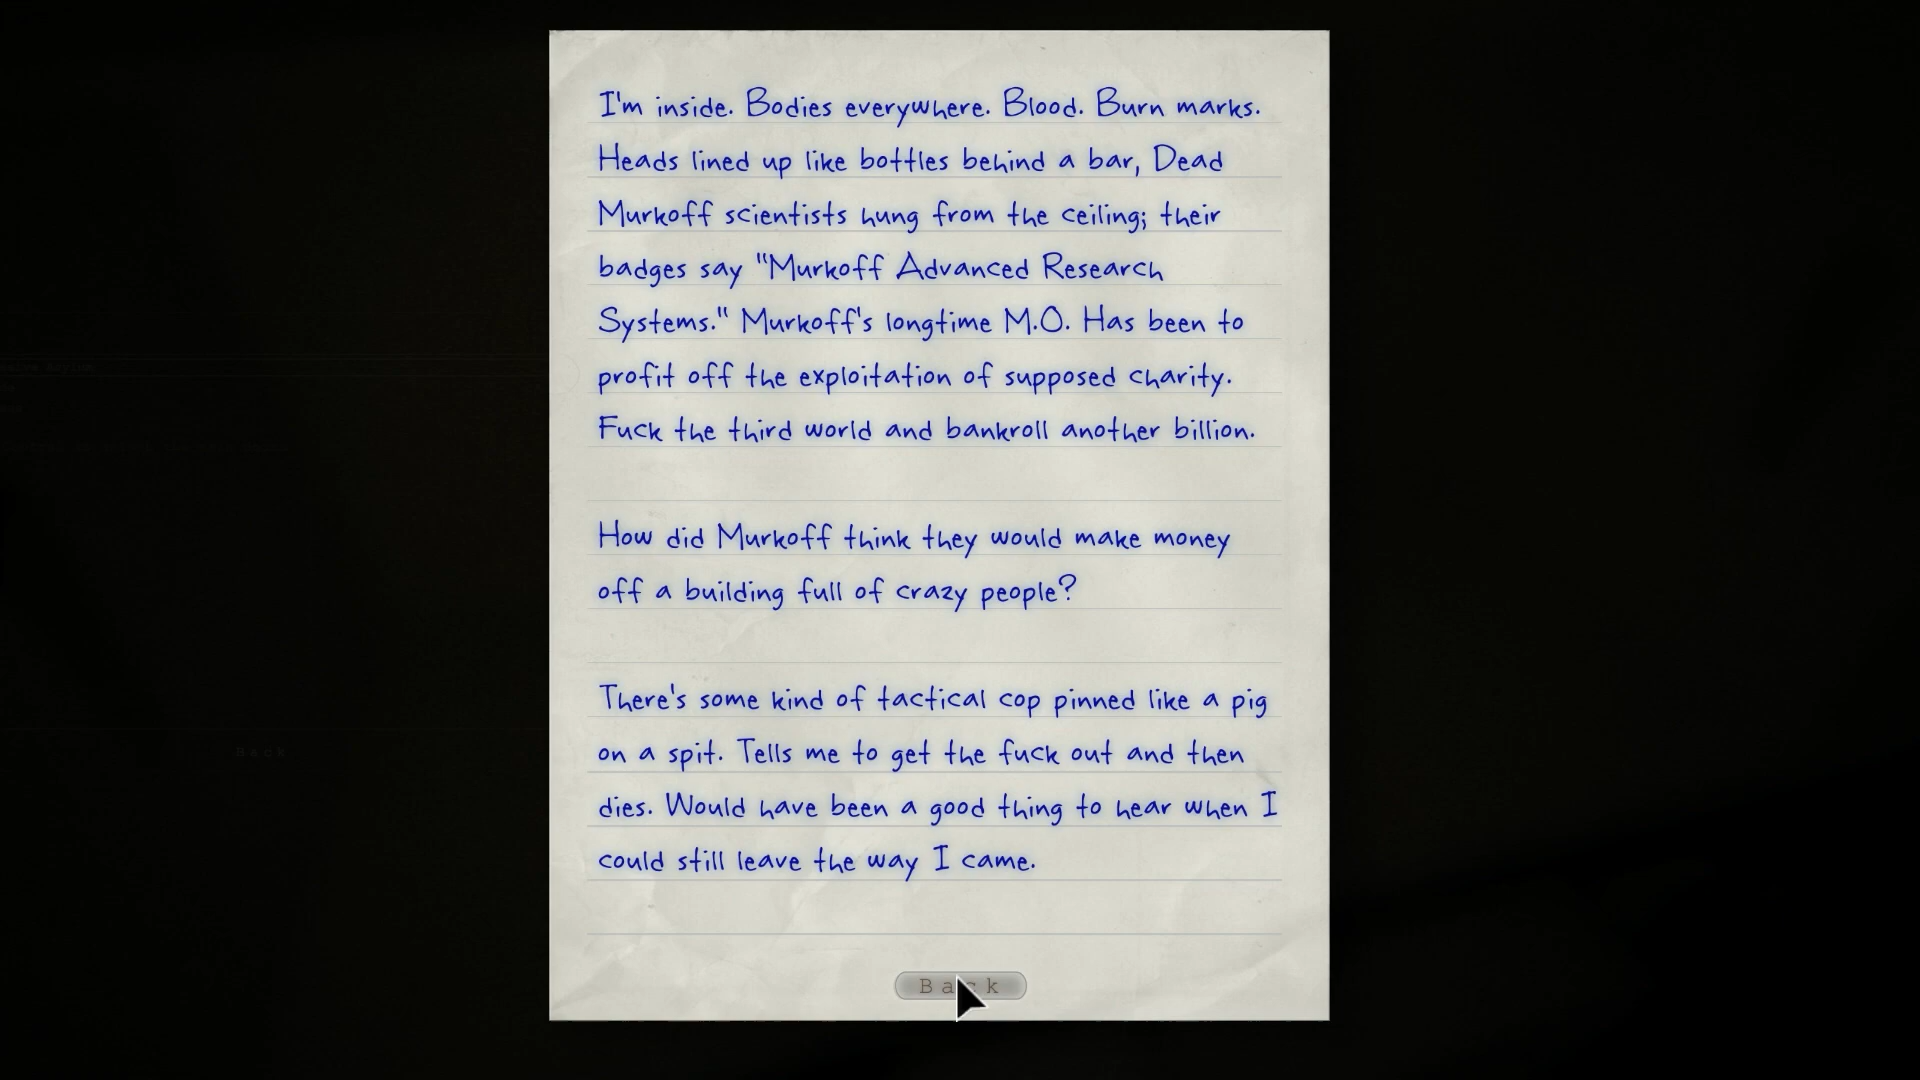 I'm inside. Bodies everywhere. Blood. Burn marks.
Heads lined up like bottles behind a bar, Dead
Murkoff scientists hung from the ceiling; their
badges say "Murkoff Advanced Research
Systems." Murkoff's longtime M.O. Has been to
profit off the exploitation of supposed charity.
Fuck the third world and bankroll another billion.
How did Murkoff think they would make money
off a building full of crazy people?
There's some kind of tactical cop pinned like a pig
on a spit. Tells me to get the fuck out and then
dies. Would have been a good thing to hear when I
could still leave the way I came.
Back
Back